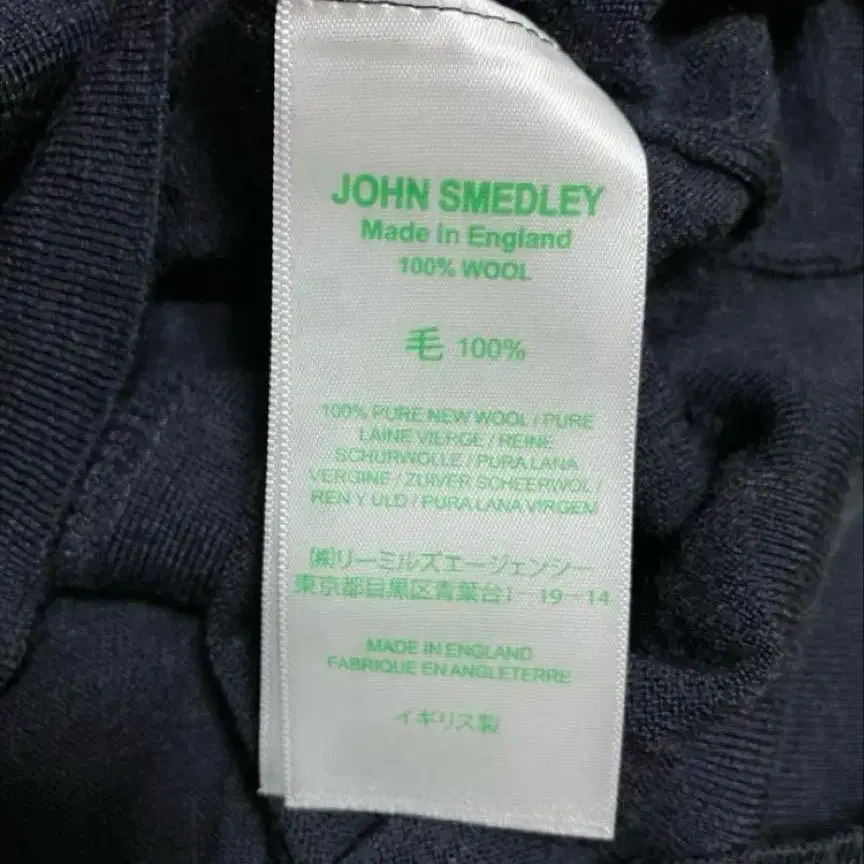 JOHN SMEDLEY
Made in England
100% WOOL
毛 100%
100% PURE NEW WOOL / PURE
LAINE VIERGE / REINE
SCHURWOLLE / PURA LANA
VERGINE / ZUIVER SCHEERWOL /
REN Y ULD / PURA LANA VIRGEM
㈱リーミルズエージェンシー
東京都目黒区青葉台1-19-14
MADE IN ENGLAND
FABRIQUE EN ANGLETERRE
イギリス製